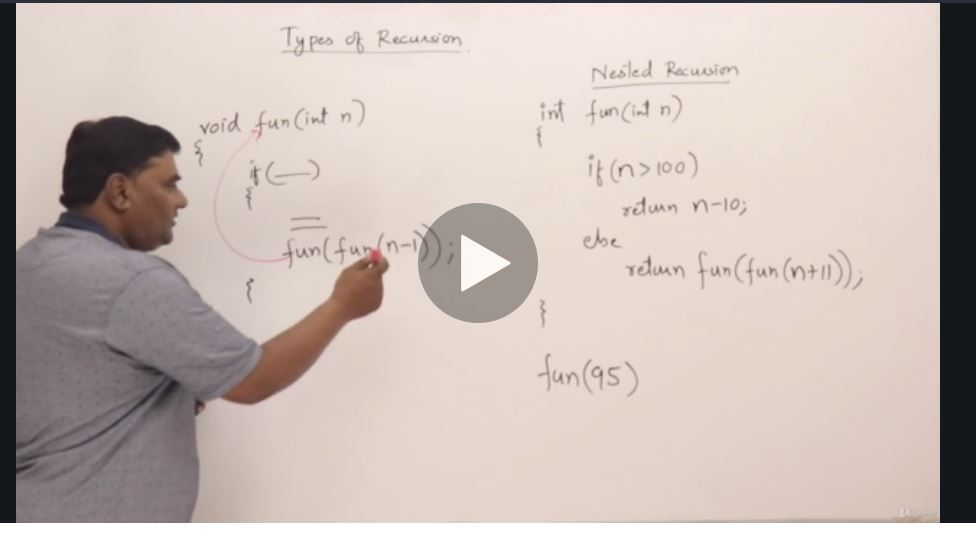 Types of Recursion.
void fun(int n)
{
if(—)
{
fun(fun(n-1));
{
Nested Recursion
int fun(int n)
{
if(n>100)
return n-10;
else
return fun(fun(n+11));
}
fun(95)